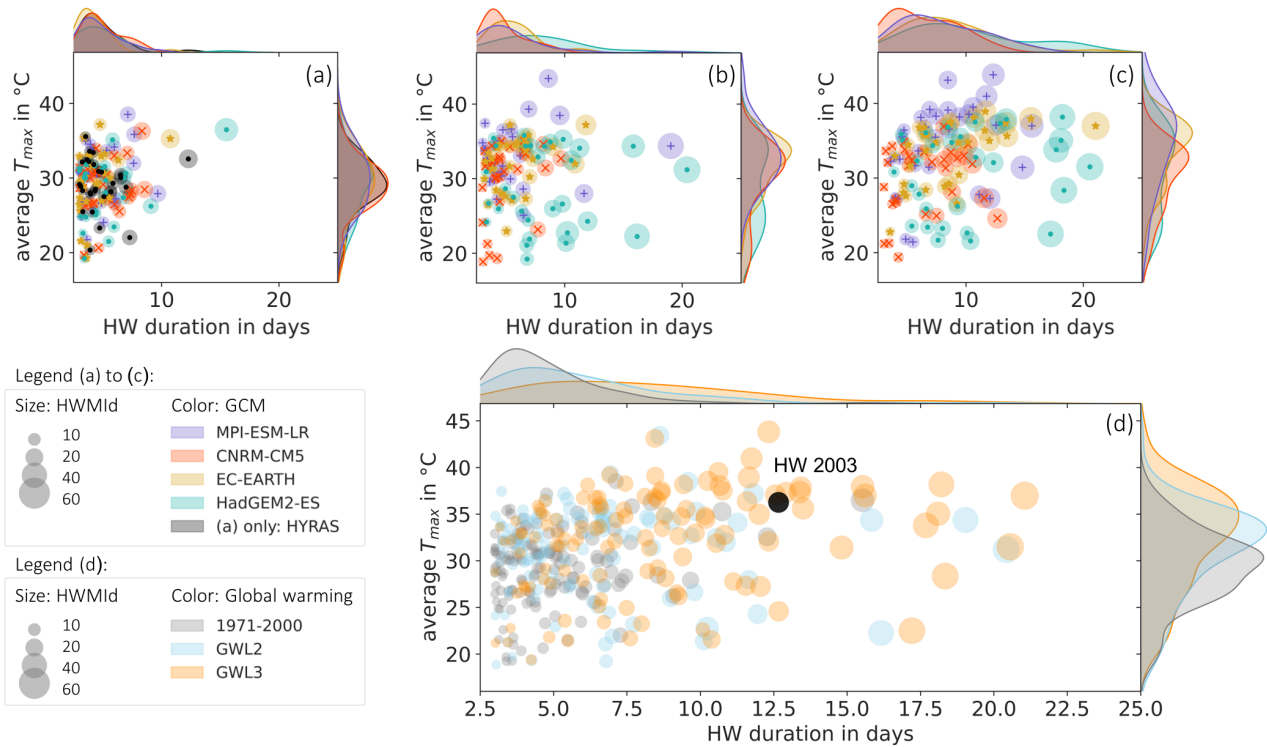 (a)
average Tmax in °C
40
30
20
10
20
HW duration in days
(b)
average Tmax in °C
40
30
20
10
20
HW duration in days
(c)
average Tmax in °C
40
30
20
10
20
HW duration in days
Legend (a) to (c):
Size: HWMId
10
20
40
60
Color: GCM
MPI-ESM-LR
CNRM-CM5
EC-EARTH
HadGEM2-ES
(a) only: HYRAS
Legend (d):
Size: HWMId
10
20
40
60
Color: Global warming
1971-2000
GWL2
GWL3
(d)
HW 2003
average Tmax in °C
45
40
35
30
25
20
2.5 5.0 7.5 10.0 12.5 15.0 17.5 20.0 22.5 25.0
HW duration in days